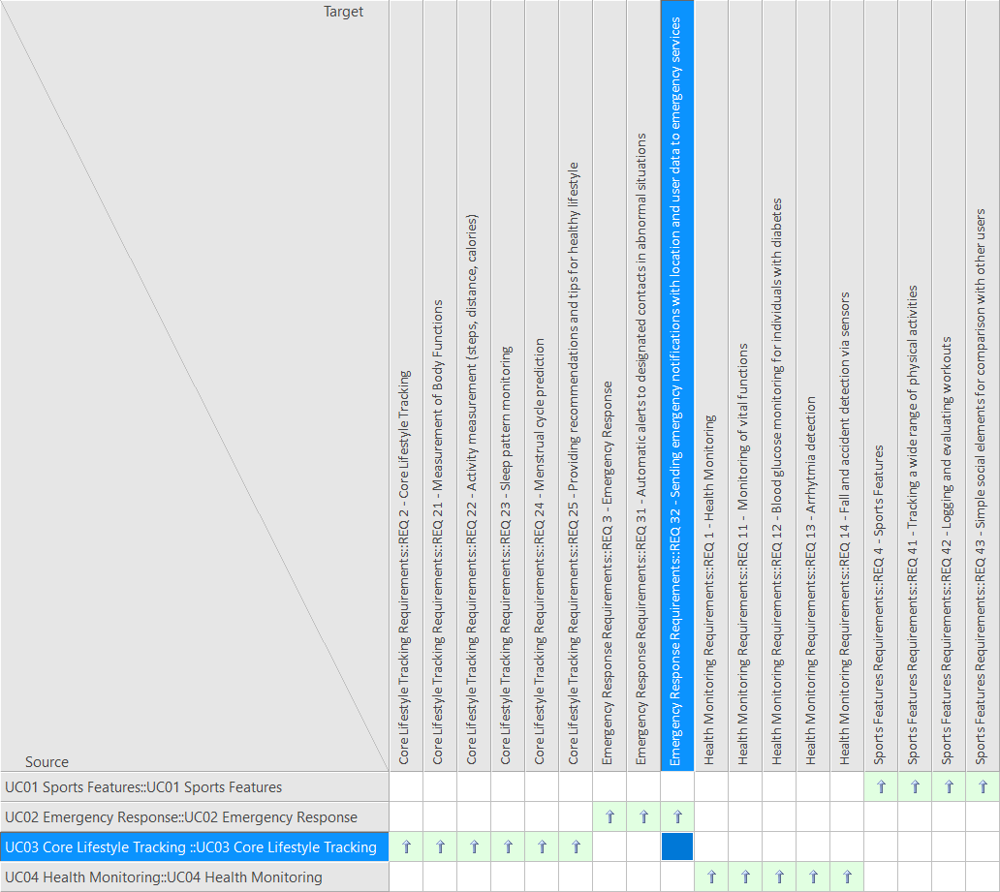 Target
Core Lifestyle Tracking Requirements::REQ 2 - Core Lifestyle Tracking
Core Lifestyle Tracking Requirements::REQ 21 - Measurement of Body Functions
Core Lifestyle Tracking Requirements::REQ 22 - Activity measurement (steps, distance, calories)
Core Lifestyle Tracking Requirements::REQ 23 - Sleep pattern monitoring
Core Lifestyle Tracking Requirements::REQ 24 - Menstrual cycle prediction
Core Lifestyle Tracking Requirements::REQ 25 - Providing recommendations and tips for healthy lifestyle
Emergency Response Requirements::REQ 3 - Emergency Response
Emergency Response Requirements::REQ 31 - Automatic alerts to designated contacts in abnormal situations
Emergency Response Requirements::REQ 32 - Sending emergency notifications with location and user data to emergency services
Health Monitoring Requirements::REQ 1 - Health Monitoring
Health Monitoring Requirements::REQ 11 - Monitoring of vital functions
Health Monitoring Requirements::REQ 12 - Blood glucose monitoring for individuals with diabetes
Health Monitoring Requirements::REQ 13 - Arrhytmia detection
Health Monitoring Requirements::REQ 14 - Fall and accident detection via sensors
Sports Features Requirements::REQ 4 - Sports Features
Sports Features Requirements::REQ 41 - Tracking a wide range of physical activities
Sports Features Requirements::REQ 42 - Logging and evaluating workouts
Sports Features Requirements::REQ 43 - Simple social elements for comparison with other users
Source
UC01 Sports Features::UC01 Sports Features
UC02 Emergency Response::UC02 Emergency Response
UC03 Core Lifestyle Tracking ::UC03 Core Lifestyle Tracking
UC04 Health Monitoring::UC04 Health Monitoring